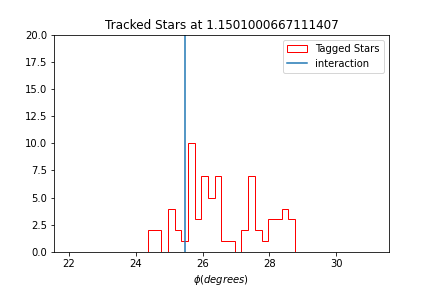 Tracked Stars at 1.1501000667111407
20.0
17.5
15.0
12.5
10.0
7.5
5.0
2.5
0.0
Tagged Stars
interaction
22 24 26 28 30
ϕ(degrees)